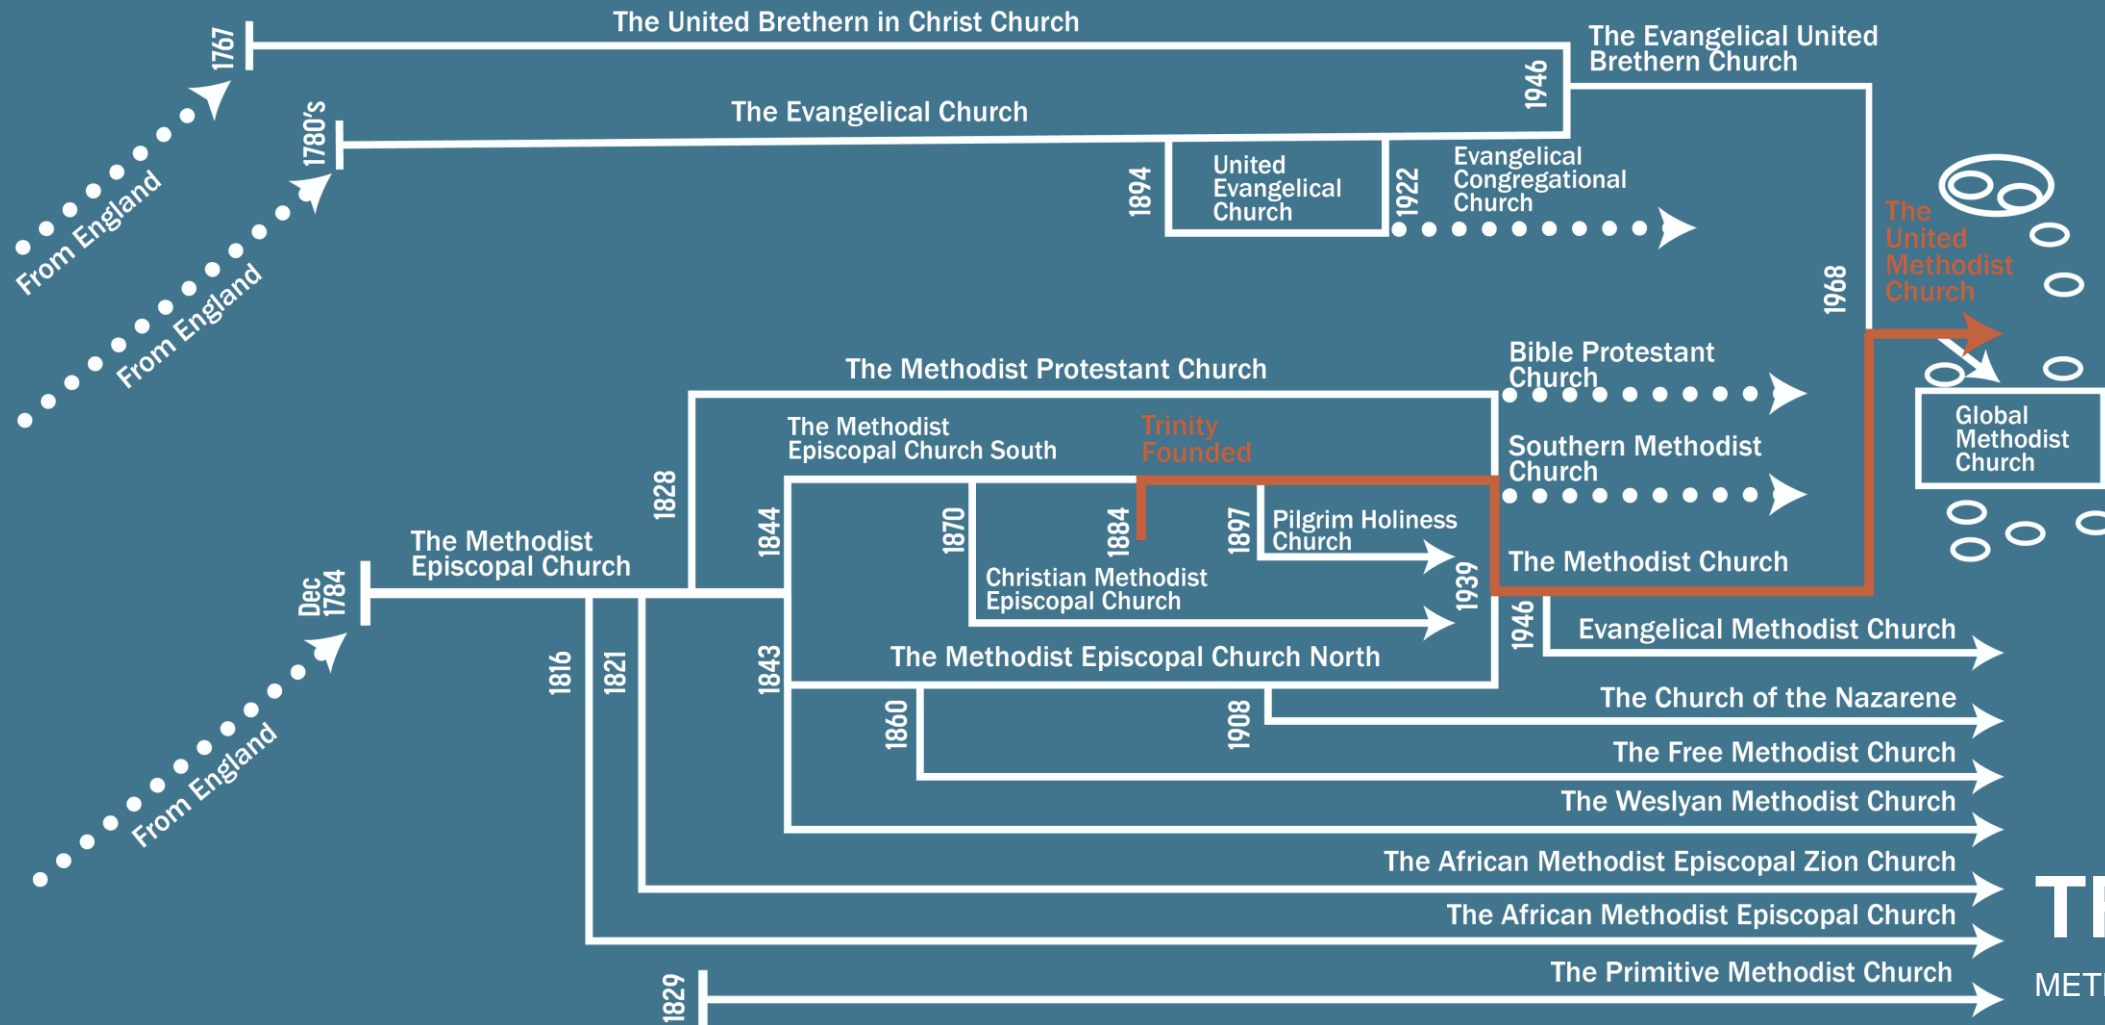 The United Brethern in Christ Church
1767
From England
The Evangelical United
Brethern Church
1946
The Evangelical Church
1780's
From England
1894
United
Evangelical
Church
1922
Evangelical
Congregational
Church
1968
The
United
Methodist
Church
Global
Methodist
Church
The Methodist Protestant Church
1828
Bible Protestant
Church
The Methodist
Episcopal Church South
1844
Trinity
Founded
1884
Southern Methodist
Church
1870
Christian Methodist
Episcopal Church
1897
Pilgrim Holiness
Church
1939
The Methodist Church
The Methodist
Episcopal Church
Dec
1784
From England
1946
Evangelical Methodist Church
1816
1821
1843
The Methodist Episcopal Church North
1860
1908
The Church of the Nazarene
The Free Methodist Church
The Weslyan Methodist Church
The African Methodist Episcopal Zion Church
The African Methodist Episcopal Church
1829
The Primitive Methodist Church